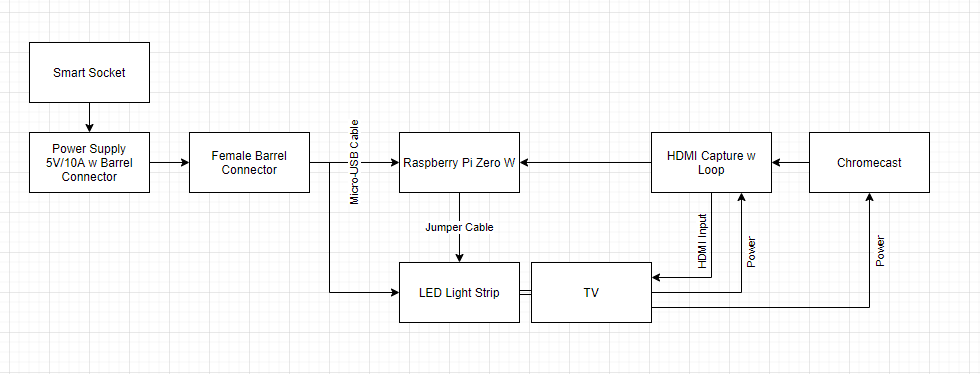 Smart Socket
Power Supply
5V/10A w Barrel
Connector
Female Barrel
Connector
Micro-USB Cable
Raspberry Pi Zero W
HDMI Capture w
Loop
Chromecast
Jumper Cable
HDMI Input
Power
Power
LED Light Strip
TV